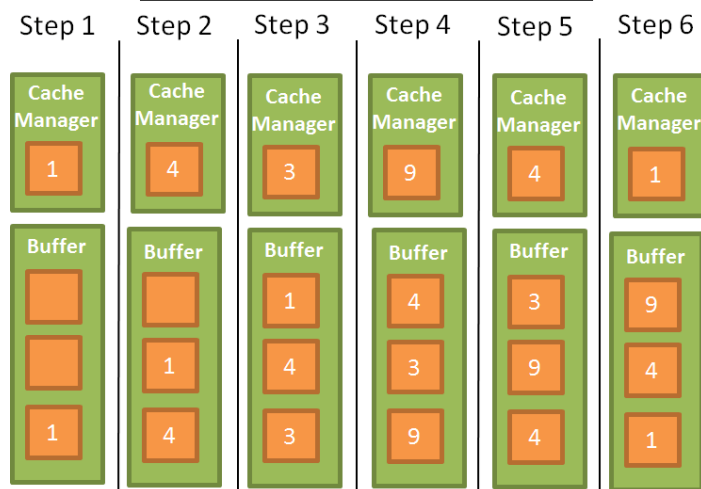 Step 1
Step 2
Step 3
Step 4
Step 5
Step 6
Cache
Manager
1
Cache
Manager
4
Cache
Manager
3
Cache
Manager
9
Cache
Manager
4
Cache
Manager
1
Buffer
1
Buffer
1
4
Buffer
1
4
3
Buffer
4
3
9
Buffer
3
9
4
Buffer
9
4
1